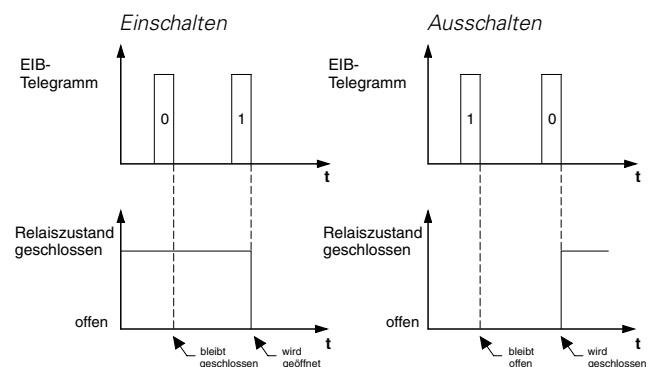 Einschalten
EIB-
Telegramm
0
1
t
Relaiszustand
geschlossen
offen
t
bleibt
geschlossen
wird
geöffnet
Ausschalten
EIB-
Telegramm
1
0
t
Relaiszustand
geschlossen
offen
t
bleibt
offen
wird
geschlossen